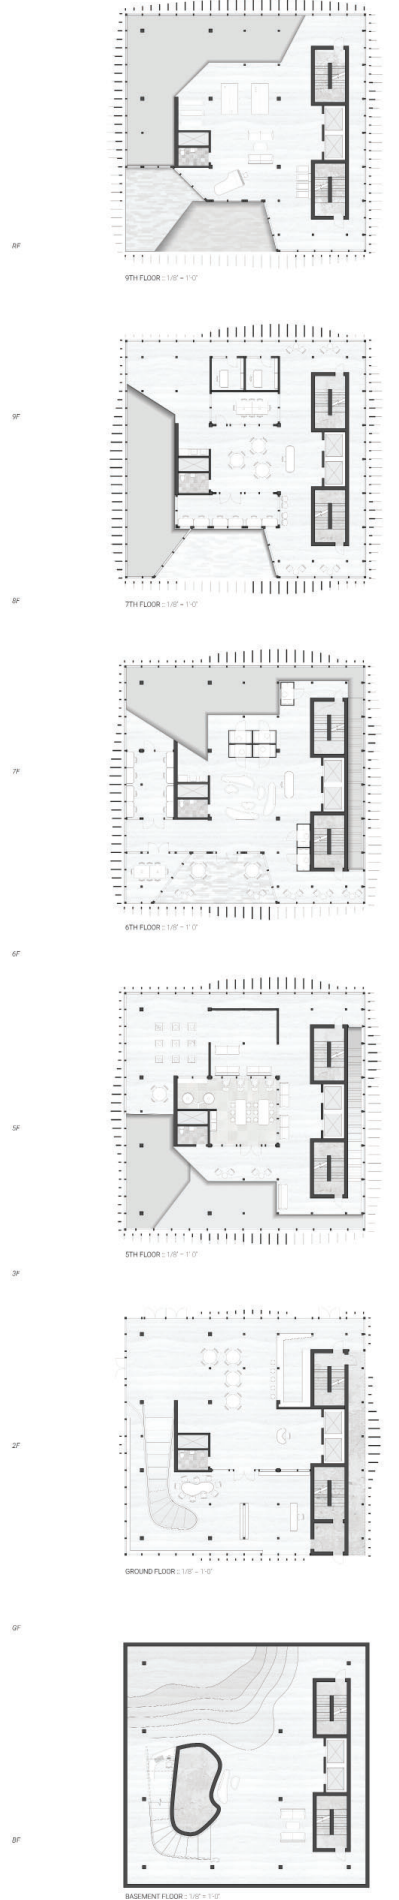 RF
9TH FLOOR :: 1/8" = 1'-0"
9F
8F
7TH FLOOR :: 1/8" = 1'-0"
7F
6TH FLOOR :: 1/8" = 1'-0"
6F
5F
5TH FLOOR :: 1/8" = 1'-0"
3F
2F
GROUND FLOOR :: 1/8" = 1'-0"
GF
BF
BASEMENT FLOOR :: 1/8" = 1'-0"